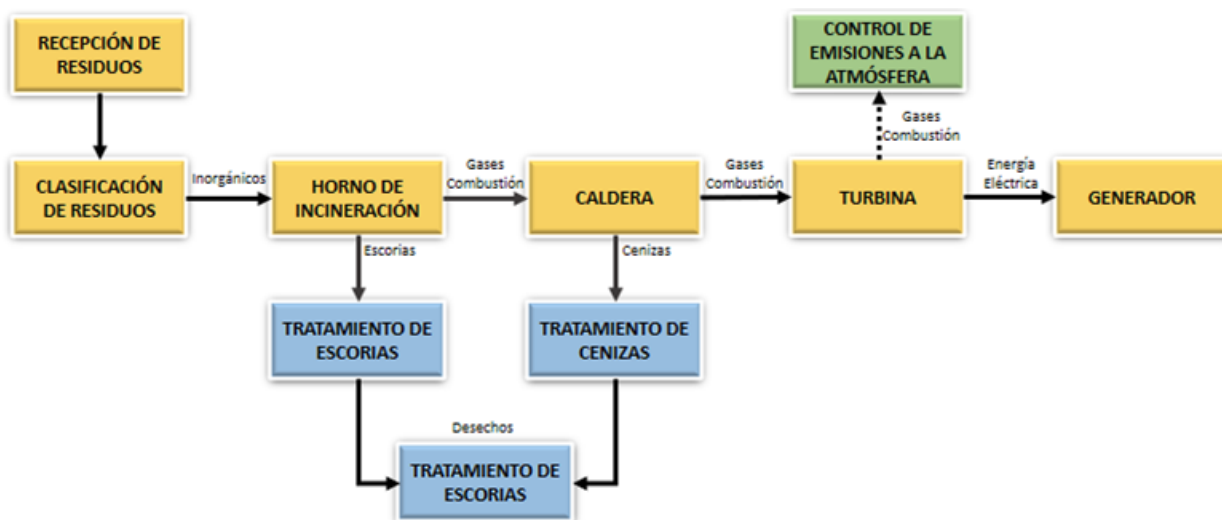 RECEPCIÓN DE
RESIDUOS
CONTROL DE
EMISIONES A LA
ATMÓSFERA
Gases
Combustión
CLASIFICACIÓN
DE RESIDUOS
Inorgánicos
HORNO DE
INCINERACIÓN
Gases
Combustión
CALDERA
Gases
Combustión
TURBINA
Energía
Eléctrica
GENERADOR
Escorias
Cenizas
TRATAMIENTO DE
ESCORIAS
TRATAMIENTO DE
CENIZAS
Desechos
TRATAMIENTO DE
ESCORIAS